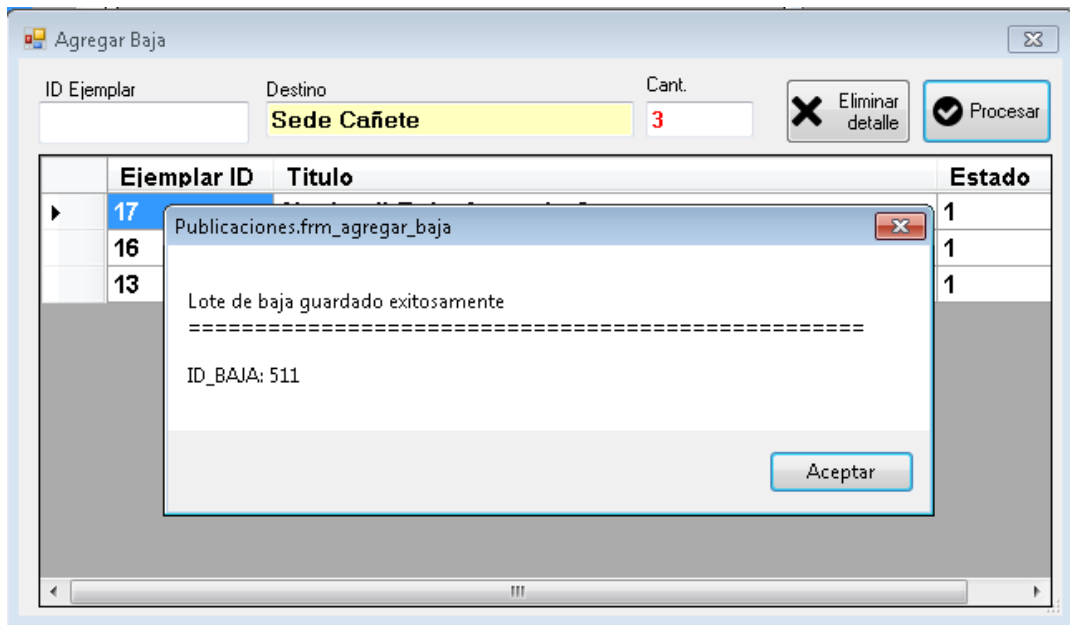 Agregar Baja
ID Ejemplar Destino Cant.
Sede Cañete 3
Eliminar detalle
Procesar
Ejemplar ID Titulo Estado
17 1
16 1
13 1
Publicaciones.frm_agregar_baja
Lote de baja guardado exitosamente
===================================================
ID_BAJA: 511
Aceptar